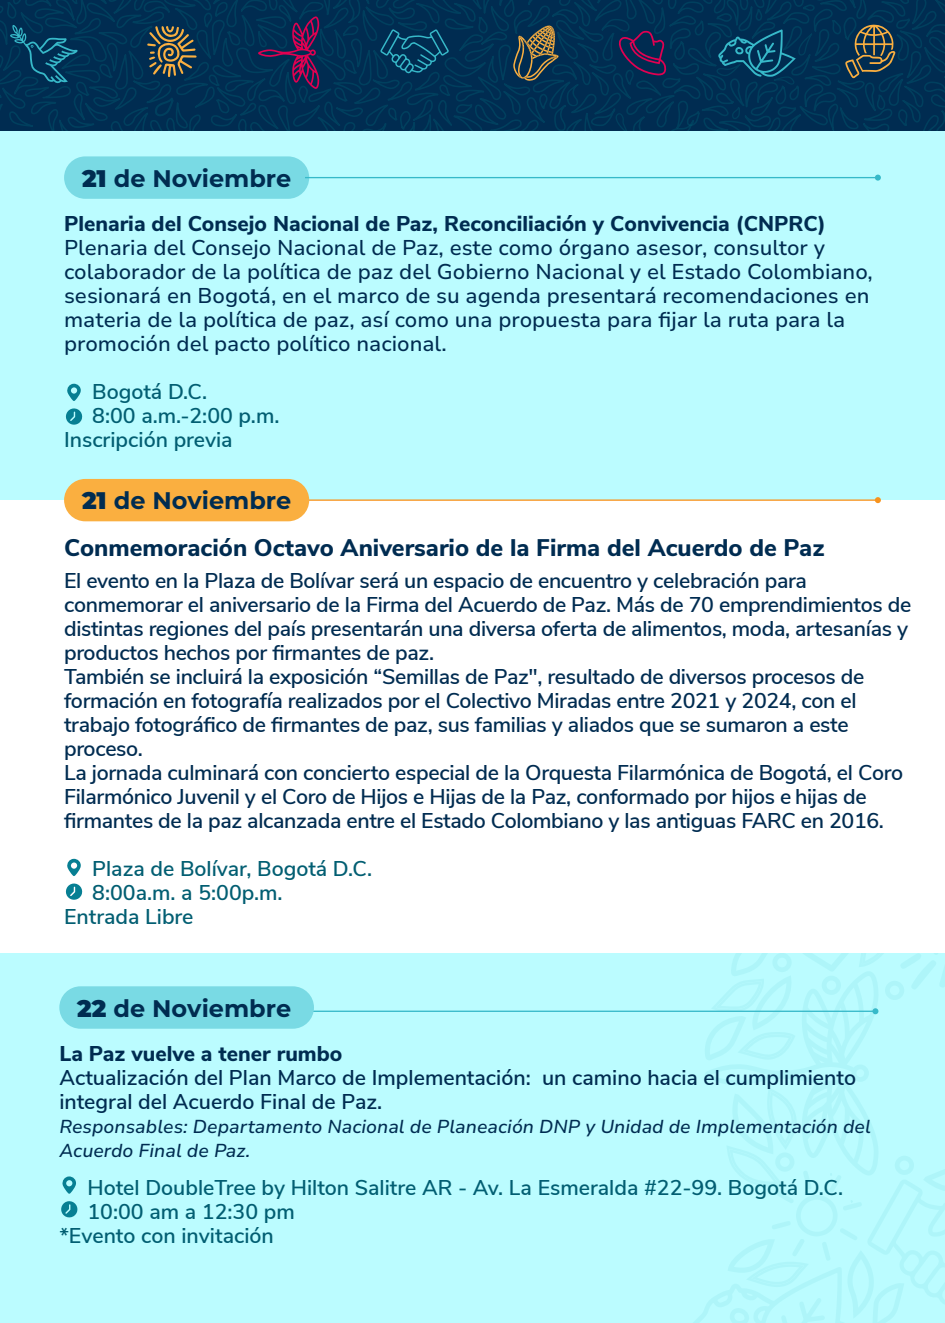 21 de Noviembre
Plenaria del Consejo Nacional de Paz, Reconciliación y Convivencia (CNPRC)
Plenaria del Consejo Nacional de Paz, este como órgano asesor, consultor y
colaborador de la política de paz del Gobierno Nacional y el Estado Colombiano,
sesionará en Bogotá, en el marco de su agenda presentará recomendaciones en
materia de la política de paz, así como una propuesta para fijar la ruta para la
promoción del pacto político nacional.
Bogotá D.C.
8:00 a.m.-2:00 p.m.
Inscripción previa
21 de Noviembre
Conmemoración Octavo Aniversario de la Firma del Acuerdo de Paz
El evento en la Plaza de Bolívar será un espacio de encuentro y celebración para
conmemorar el aniversario de la Firma del Acuerdo de Paz. Más de 70 emprendimientos de
distintas regiones del país presentarán una diversa oferta de alimentos, moda, artesanías y
productos hechos por firmantes de paz.
También se incluirá la exposición “Semillas de Paz", resultado de diversos procesos de
formación en fotografía realizados por el Colectivo Miradas entre 2021 y 2024, con el
trabajo fotográfico de firmantes de paz, sus familias y aliados que se sumaron a este
proceso.
La jornada culminará con concierto especial de la Orquesta Filarmónica de Bogotá, el Coro
Filarmónico Juvenil y el Coro de Hijos e Hijas de la Paz, conformado por hijos e hijas de
firmantes de la paz alcanzada entre el Estado Colombiano y las antiguas FARC en 2016.
Plaza de Bolívar, Bogotá D.C.
8:00a.m. a 5:00p.m.
Entrada Libre
22 de Noviembre
La Paz vuelve a tener rumbo
Actualización del Plan Marco de Implementación:  un camino hacia el cumplimiento
integral del Acuerdo Final de Paz.
Responsables: Departamento Nacional de Planeación DNP y Unidad de Implementación del
Acuerdo Final de Paz.
Hotel DoubleTree by Hilton Salitre AR - Av. La Esmeralda #22-99. Bogotá D.C.
10:00 am a 12:30 pm
*Evento con invitación